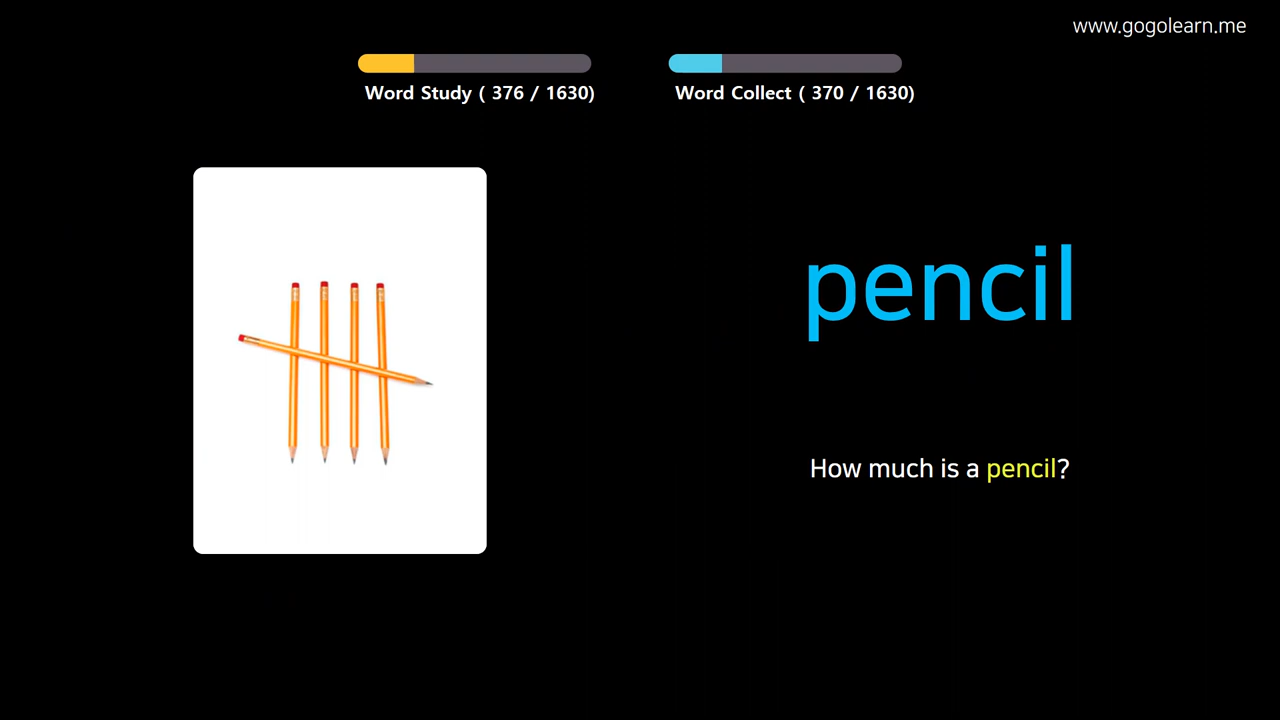 www.gogolearn.me
Word Study ( 376 / 1630)
Word Collect ( 370 / 1630)
pencil
How much is a pencil?